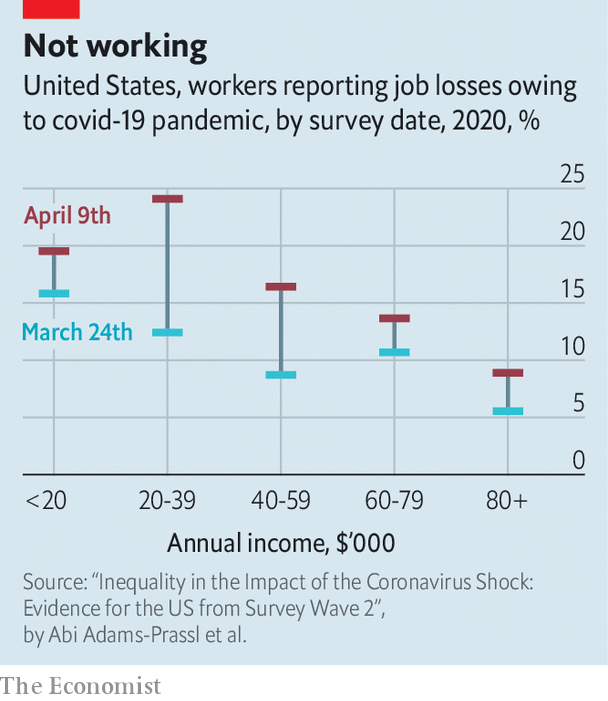 Not working
United States, workers reporting job losses owing
to covid-19 pandemic, by survey date, 2020, %
25
April 9th
20
15
March 24th
10
5
0
<20 20-39 40-59 60-79 80+
Annual income, $’000
Source: “Inequality in the Impact of the Coronavirus Shock:
Evidence for the US from Survey Wave 2”,
by Abi Adams-Prassl et al.
The Economist